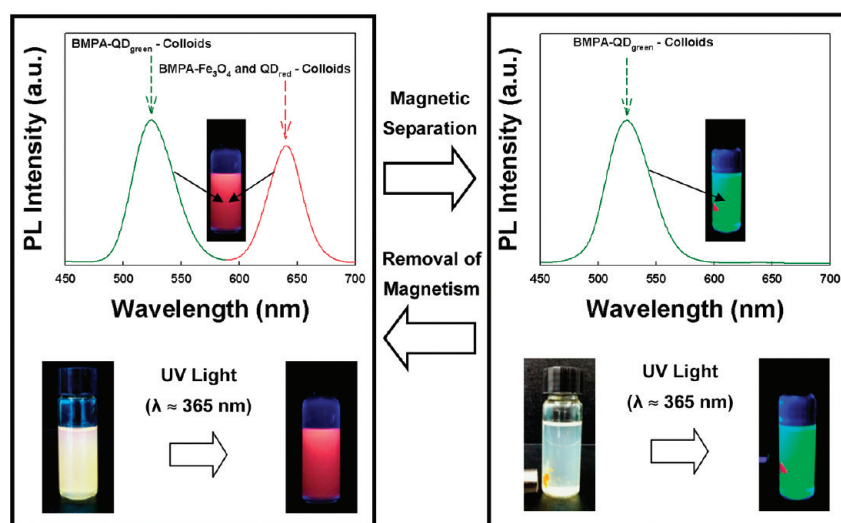 BMPA-QDgreen - Colloids
BMPA-Fe3O4 and QDred - Colloids
PL Intensity (a.u.)
450 500 550 600 650 700
Wavelength (nm)
UV Light
(λ ≈ 365 nm)
Magnetic
Separation
Removal of
Magnetism
BMPA-QDgreen - Colloids
PL Intensity (a.u.)
450 500 550 600 650 700
Wavelength (nm)
UV Light
(λ ≈ 365 nm)